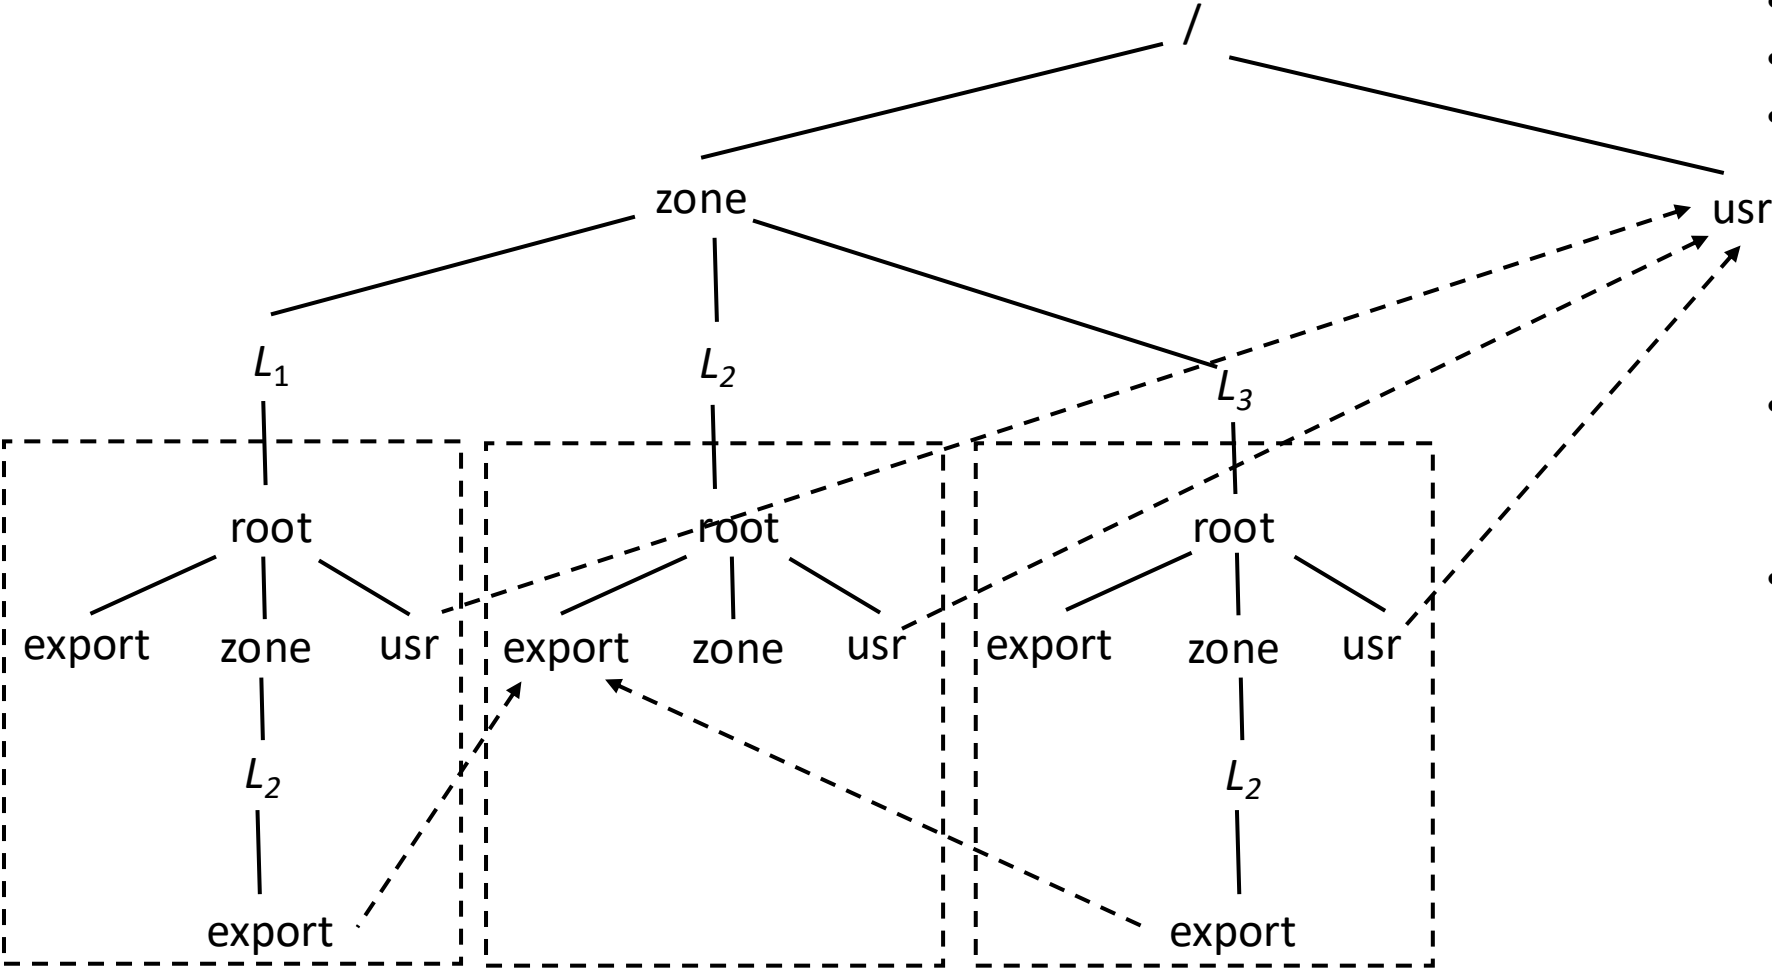 /
zone
usr
L1
L2
L3
root
root
root
export
zone
usr
export
zone
usr
export
zone
usr
L2
L2
export
export